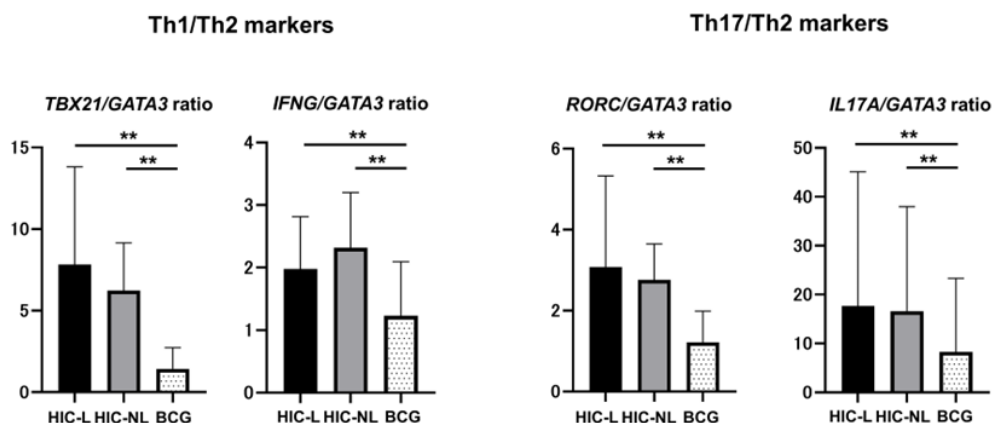 Th1/Th2 markers
Th17/Th2 markers
TBX21/GATA3 ratio
**
**
15
10
5
0
HIC-L HIC-NL BCG
IFNG/GATA3 ratio
**
**
4
3
2
1
0
HIC-L HIC-NL BCG
RORC/GATA3 ratio
**
**
6
4
2
0
HIC-L HIC-NL BCG
IL17A/GATA3 ratio
**
**
50
40
30
20
10
0
HIC-L HIC-NL BCG